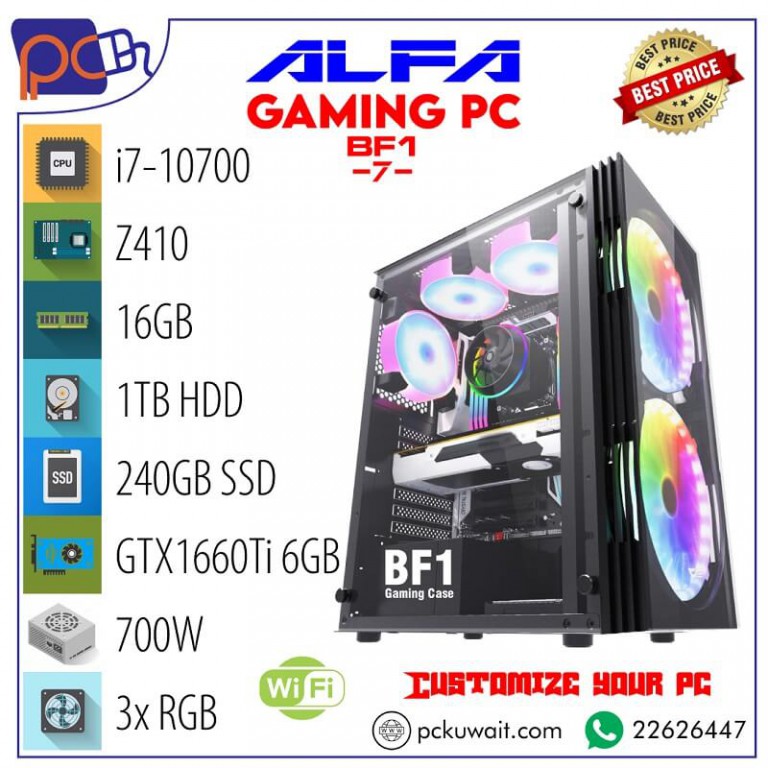 pc
ALFA
GAMING PC
BF1
-7-
BEST PRICE
BEST PRICE
BEST PRICE
CPU
i7-10700
Z410
16GB
1TB HDD
SSD
240GB SSD
GTX1660Ti 6GB
700W
3x RGB
BF1
Gaming Case
WiFi
CUSTOMIZE YOUR PC
pckuwait.com
22626447